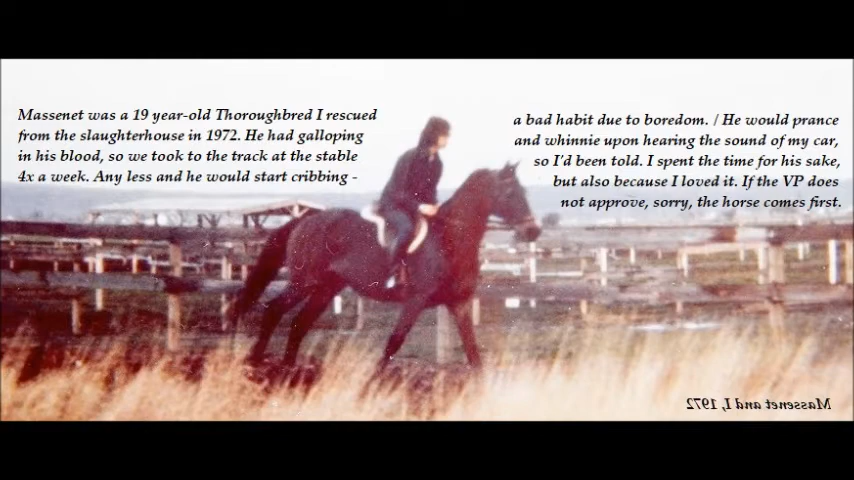 Massenet was a 19 year-old Thoroughbred I rescued
from the slaughterhouse in 1972. He had galloping
in his blood, so we took to the track at the stable
4x a week. Any less and he would start cribbing -
a bad habit due to boredom. / He would prance
and whinnie upon hearing the sound of my car,
so I'd been told. I spent the time for his sake,
but also because I loved it. If the VP does
not approve, sorry, the horse comes first.
Massenet and I, 1972